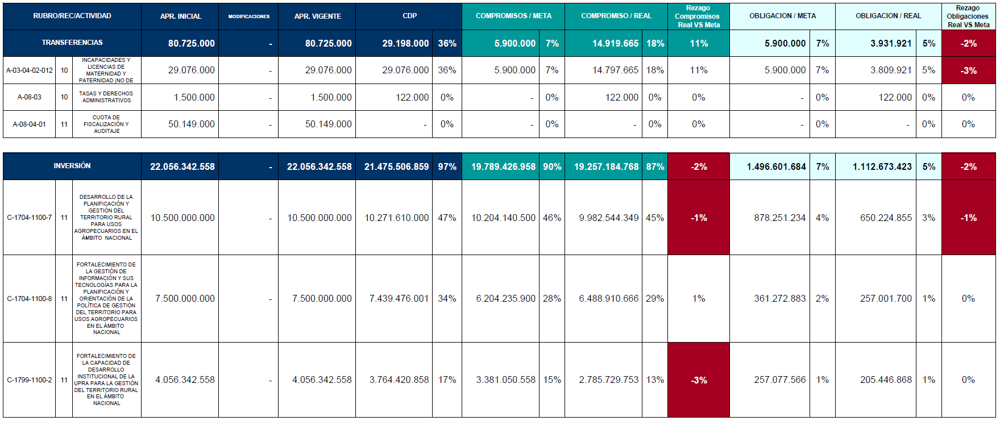 RUBRO/REC/ACTIVIDAD APR. INICIAL MODIFICACIONES APR. VIGENTE CDP COMPROMISOS / META COMPROMISO / REAL Rezago Compromisos Real VS Meta OBLIGACION / META OBLIGACION / REAL Rezago Obligaciones Real VS Meta
TRANSFERENCIAS 80.725.000 - 80.725.000 29.198.000 36% 5.900.000 7% 14.919.665 18% 11% 5.900.000 7% 3.931.921 5% -2%
A-03-04-02-012 10 INCAPACIDADES Y LICENCIAS DE MATERNIDAD Y PATERNIDAD (NO DE 29.076.000 - 29.076.000 29.076.000 36% 5.900.000 7% 14.797.665 18% 11% 5.900.000 7% 3.809.921 5% -3%
A-08-03 10 TASAS Y DERECHOS ADMINISTRATIVOS 1.500.000 - 1.500.000 122.000 0% - 0% 122.000 0% 0% - 0% 122.000 0% 0%
A-08-04-01 11 CUOTA DE FISCALIZACIÓN Y AUDITAJE 50.149.000 - 50.149.000 - 0% - 0% - 0% 0% - 0% - 0% 0%
INVERSIÓN 22.056.342.558 - 22.056.342.558 21.475.506.859 97% 19.789.426.958 90% 19.257.184.768 87% -2% 1.496.601.684 7% 1.112.673.423 5% -2%
C-1704-1100-7 11 DESARROLLO DE LA PLANIFICACIÓN Y GESTIÓN DEL TERRITORIO RURAL PARA USOS AGROPECUARIOS EN EL ÁMBITO NACIONAL 10.500.000.000 - 10.500.000.000 10.271.610.000 47% 10.204.140.500 46% 9.982.544.349 45% -1% 878.251.234 4% 650.224.855 3% -1%
C-1704-1100-8 11 FORTALECIMIENTO DE LA GESTIÓN DE INFORMACIÓN Y SUS TECNOLOGÍAS PARA LA PLANIFICACIÓN Y ORIENTACIÓN DE LA POLÍTICA DE GESTIÓN DEL TERRITORIO PARA USOS AGROPECUARIOS EN EL ÁMBITO NACIONAL 7.500.000.000 - 7.500.000.000 7.439.476.001 34% 6.204.235.900 28% 6.488.910.666 29% 1% 361.272.883 2% 257.001.700 1% 0%
C-1799-1100-2 11 FORTALECIMIENTO DE LA CAPACIDAD DE DESARROLLO INSTITUCIONAL DE LA UPRA PARA LA GESTIÓN DEL TERRITORIO RURAL EN EL ÁMBITO NACIONAL 4.056.342.558 - 4.056.342.558 3.764.420.858 17% 3.381.050.558 15% 2.785.729.753 13% -3% 257.077.566 1% 205.446.868 1% 0%